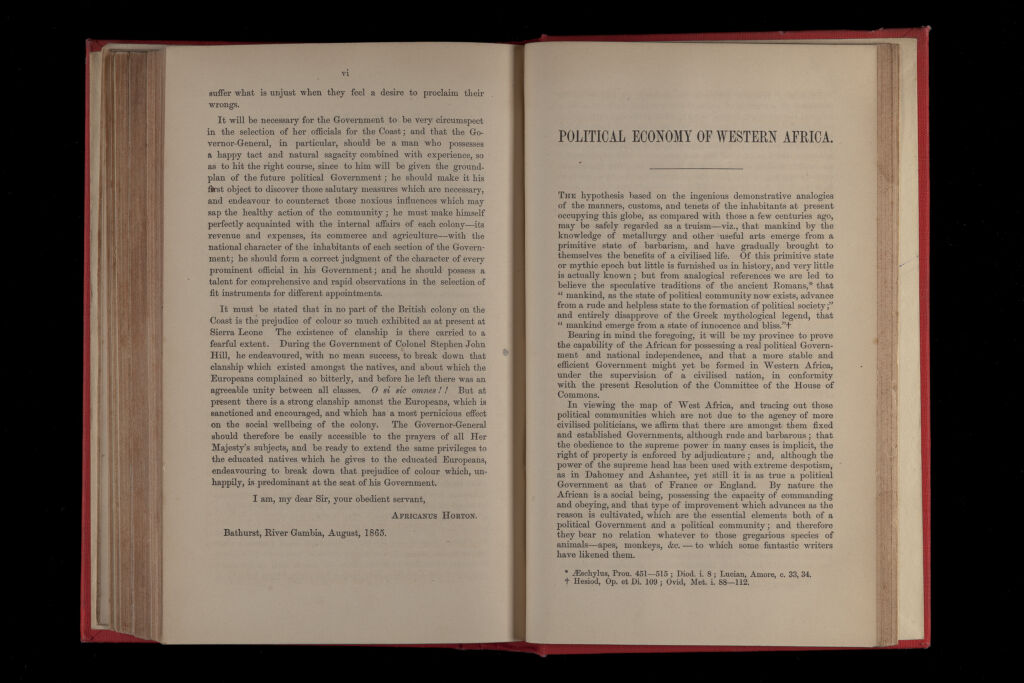 vi
suffer what is unjust when they feel a desire to proclaim their
wrongs.
It will be necessary for the Government to be very circumspect
in the selection of her officials for the Coast; and that the Go-
vernor-General, in particular, should be a man who possesses
a happy tact and natural sagacity combined with experience, so
as to hit the right course, since to him will be given the ground-
plan of the future political Government; he should make it his
first object to discover those salutary measures which are necessary,
and endeavour to counteract those noxious influences which may
sap the healthy action of the community; he must make himself
perfectly acquainted with the internal affairs of each colony—its
revenue and expenses, its commerce and agriculture—with the
national character of the inhabitants of each section of the Govern-
ment; he should form a correct judgment of the character of every
prominent official in his Government; and he should possess a
talent for comprehensive and rapid observations in the selection of
fit instruments for different appointments.
It must be stated that in no part of the British colony on the
Coast is the prejudice of colour so much exhibited as at present at
Sierra Leone The existence of clanship is there carried to a
fearful extent. During the Government of Colonel Stephen John
Hill, he endeavoured, with no mean success, to break down that
clanship which existed amongst the natives, and about which the
Europeans complained so bitterly, and before he left there was an
agreeable unity between all classes. O si sic omnes!! But at
present there is a strong clanship amonst the Europeans, which is
sanctioned and encouraged, and which has a most pernicious effect
on the social wellbeing of the colony. The Governor-General
should therefore be easily accessible to the prayers of all Her
Majesty's subjects, and be ready to extend the same privileges to
the educated natives which he gives to the educated Europeans,
endeavouring to break down that prejudice of colour which, un-
happily, is predominant at the seat of his Government.
I am, my dear Sir, your obedient servant,
AFRICANUS HORTON.
Bathurst, River Gambia, August, 1865.
POLITICAL ECONOMY OF WESTERN AFRICA.
THE hypothesis based on the ingenious demonstrative analogies
of the manners, customs, and tenets of the inhabitants at present
occupying this globe, as compared with those a few centuries ago,
may be safely regarded as a truism—viz., that mankind by the
knowledge of metallurgy and other useful arts emerge from a
primitive state of barbarism, and have gradually brought to
themselves the benefits of a civilised life. Of this primitive state
or mythic epoch but little is furnished us in history, and very little
is actually known; but from analogical references we are led to
believe the speculative traditions of the ancient Romans,* that
" mankind, as the state of political community now exists, advance
from a rude and helpless state to the formation of political society;"
and entirely disapprove of the Greek mythological legend, that
" mankind emerge from a state of innocence and bliss."†
Bearing in mind the foregoing, it will be my province to prove
the capability of the African for possessing a real political Govern-
ment and national independence, and that a more stable and
efficient Government might yet be formed in Western Africa,
under the supervision of a civilised nation, in conformity
with the present Resolution of the Committee of the House of
Commons.
In viewing the map of West Africa, and tracing out those
political communities which are not due to the agency of more
civilised politicians, we affirm that there are amongst them fixed
and established Governments, although rude and barbarous; that
the obedience to the supreme power in many cases is implicit, the
right of property is enforced by adjudicature; and, although the
power of the supreme head has been used with extreme despotism,
as in Dahomey and Ashantee, yet still it is as true a political
Government as that of France or England. By nature the
African is a social being, possessing the capacity of commanding
and obeying, and that type of improvement which advances as the
reason is cultivated, which are the essential elements both of a
political Government and a political community; and therefore
they bear no relation whatever to those gregarious species of
animals—apes, monkeys, &c. — to which some fantastic writers
have likened them.
* Æschylus, Prou. 451—515; Diod. i. 8; Lucian, Amore, c. 33, 34.
† Hesiod, Op. et Di. 109; Ovid, Met. i. 88—112.